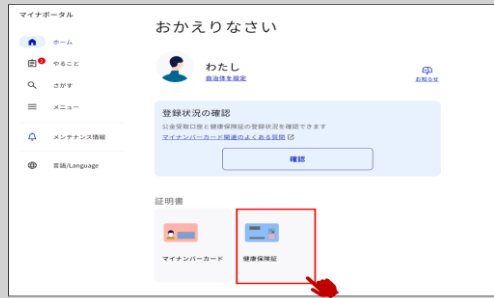 マイナポータル
ホーム
やること
さがす
メニュー
メンテナンス情報
言語/Language
おかえりなさい
わたし
自治体を設定
お知らせ
登録状況の確認
公金受取口座と健康保険証の登録状況を確認できます
マイナンバーカード関連のよくある質問
確認
証明書
マイナンバーカード
健康保険証